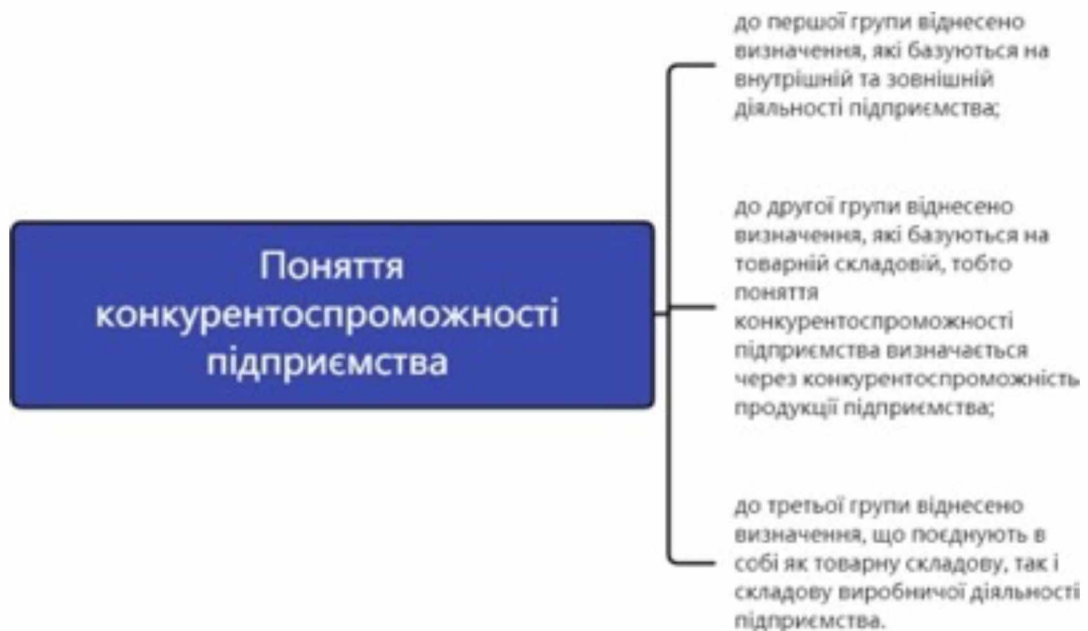 Поняття
конкурентоспроможності
підприємства
до першої групи віднесено
визначення, які базуються на
внутрішній та зовнішній
діяльності підприємства;
до другої групи віднесено
визначення, які базуються на
товарній складовій, тобто
поняття
конкурентоспроможності
підприємства визначається
через конкурентоспроможність
продукції підприємства;
до третьої групи віднесено
визначення, що поєднують в
собі як товарну складову, так і
складову виробничої діяльності
підприємства.